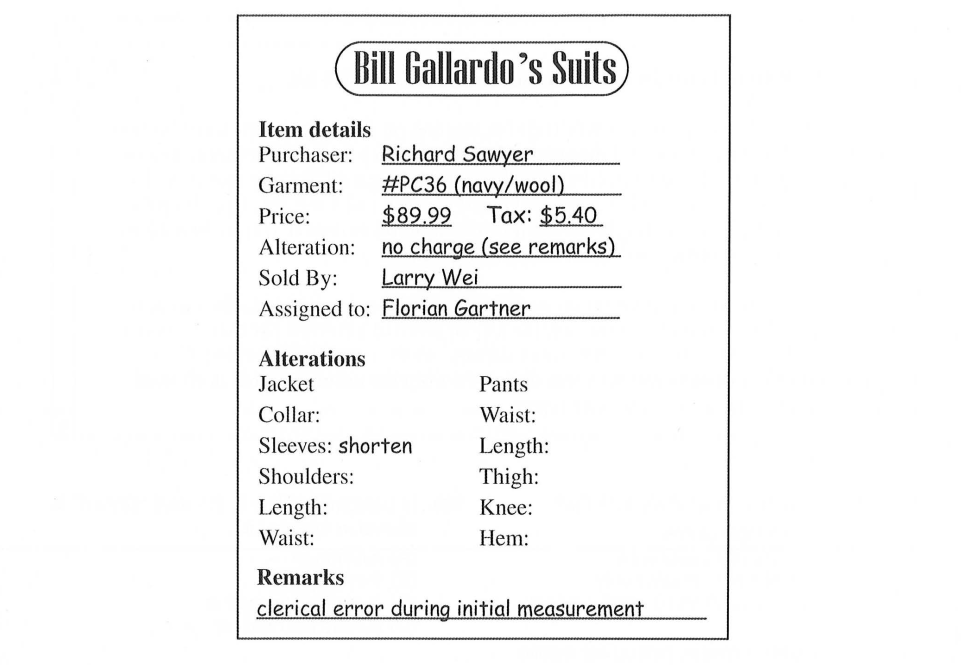 Bill Gallardo's Suits
Item details
Purchaser: Richard Sawyer
Garment: #PC36 (navy/wool)
Price: $89.99 Tax: $5.40
Alteration: no charge (see remarks)
Sold By: Larry Wei
Assigned to: Florian Gartner
Alterations
Jacket Pants
Collar: Waist:
Sleeves: shorten Length:
Shoulders: Thigh:
Length: Knee:
Waist: Hem:
Remarks
clerical error during initial measurement